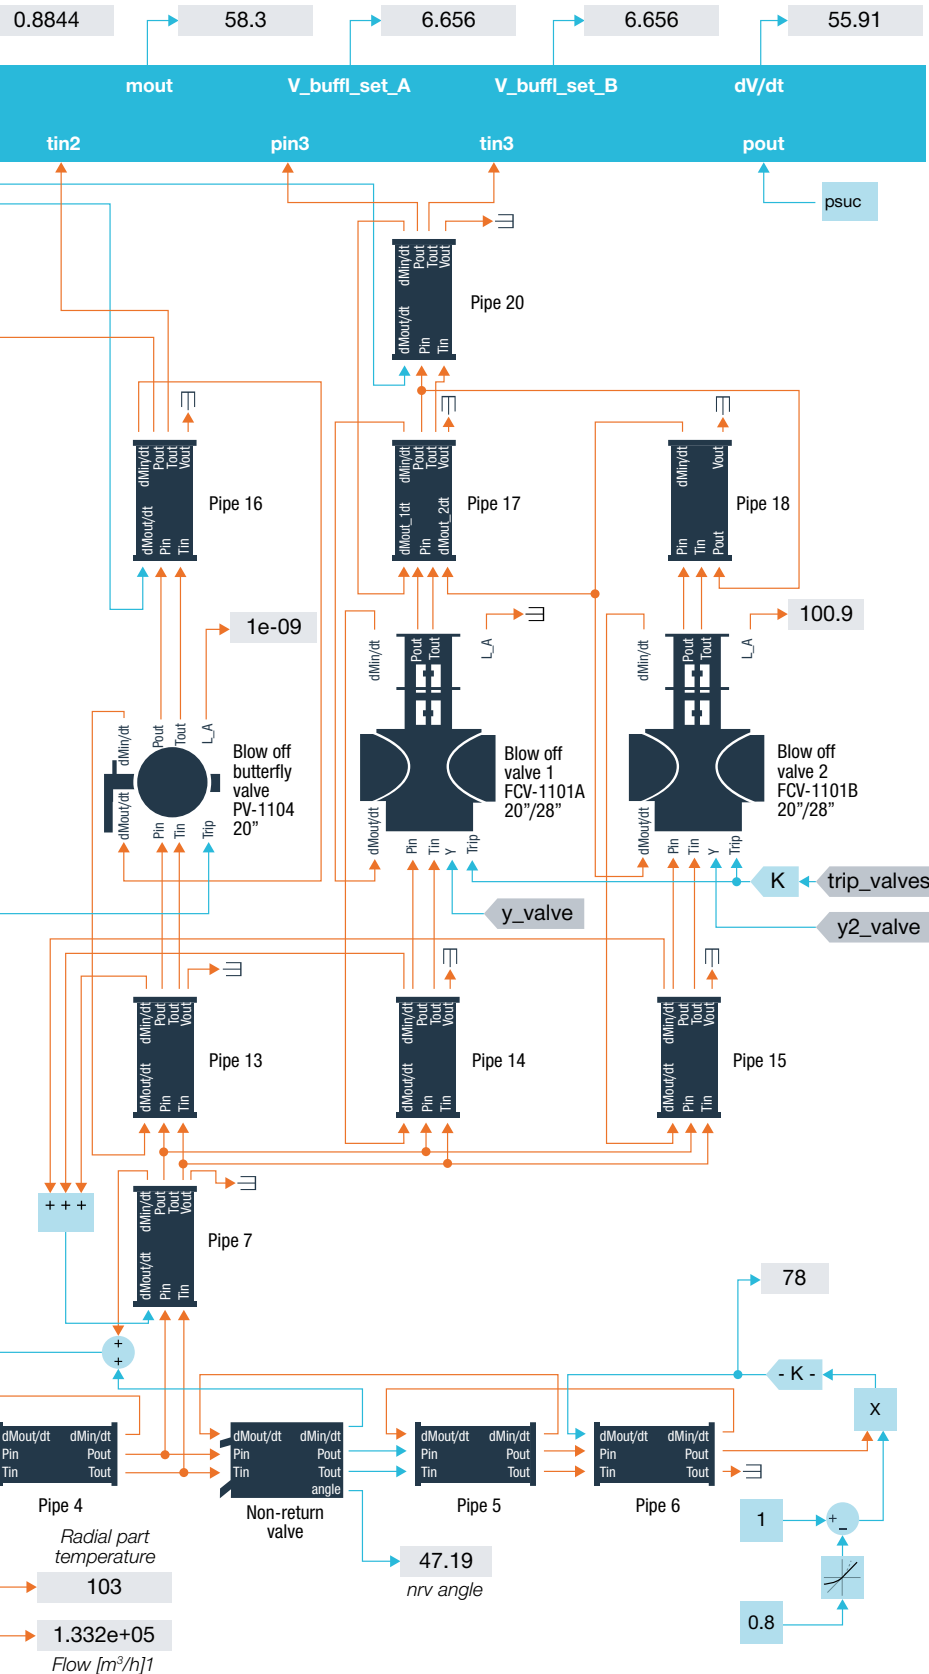 0.8844
58.3
6.656
6.656
55.91
mout
V_buffl_set_A
V_buffl_set_B
dV/dt
tin2
pin3
tin3
pout
psuc
dMin/dt
Pout
Tout
Vout
dMout/dt
Pin
Tin
Pipe 20
dMin/dt
Pout
Tout
Vout
dMout/dt
Pin
Tin
Pipe 16
dMin/dt
Pout
Tout
Vout
dMout_1dt
Pin
dMout_2dt
Pipe 17
dMin/dt
Vout
Pin
Tin
Pout
Pipe 18
1e-09
100.9
dMin/dt
Pout
Tout
L_A
dMout/dt
Pin
Tin
Trip
Blow off
butterfly
valve
PV-1104
20”
dMin/dt
Pout
Tout
L_A
dMout/dt
Pin
Tin
Y
Trip
Blow off
valve 1
FCV-1101A
20”/28”
dMin/dt
Pout
Tout
L_A
dMout/dt
Pin
Tin
Y
Trip
Blow off
valve 2
FCV-1101B
20”/28”
K
trip_valves
y_valve
y2_valve
dMin/dt
Pout
Tout
Vout
dMout/dt
Pin
Tin
Pipe 13
dMin/dt
Pout
Tout
Vout
dMout/dt
Pin
Tin
Pipe 14
dMin/dt
Pout
Tout
Vout
dMout/dt
Pin
Tin
Pipe 15
+ + +
dMin/dt
Pout
Tout
Vout
dMout/dt
Pin
Tin
Pipe 7
78
+
+
- K -
X
dMout/dt dMin/dt
Pin Pout
Tin Tout
Pipe 4
dMout/dt dMin/dt
Pin Pout
Tin Tout
angle
Non-return
valve
dMout/dt dMin/dt
Pin Pout
Tin Tout
Pipe 5
dMout/dt dMin/dt
Pin Pout
Tin Tout
Pipe 6
1
+
−
0.8
Radial part
temperature
103
47.19
nrv angle
1.332e+05
Flow [m³/h]1